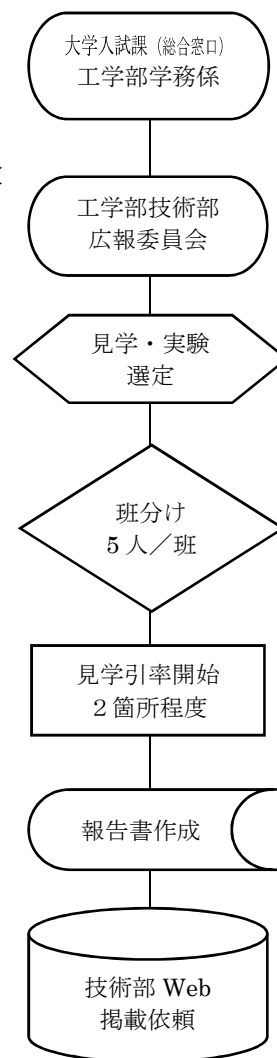 大学入試課（総合窓口）
工学部学務係
工学部技術部
広報委員会
見学・実験
選定
班分け
5人／班
見学引率開始
２箇所程度
報告書作成
技術部 Web
掲載依頼